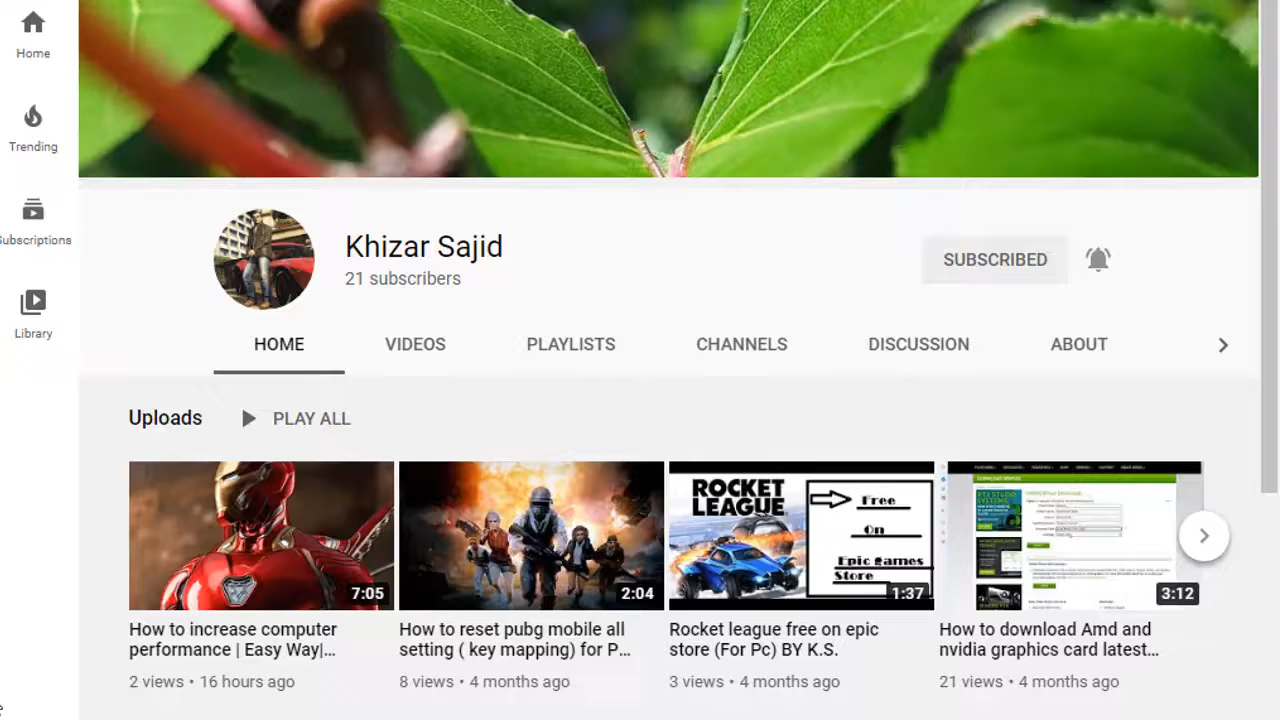 Home
Trending
Subscriptions
Library
Khizar Sajid
21 subscribers
SUBSCRIBED
HOME VIDEOS PLAYLISTS CHANNELS DISCUSSION ABOUT
Uploads PLAY ALL
7:05
2:04
ROCKET
LEAGUE
Free
On
Epic games
Store
1:37
3:12
How to increase computer
performance | Easy Way|...
2 views • 16 hours ago
How to reset pubg mobile all
setting ( key mapping) for P...
8 views • 4 months ago
Rocket league free on epic
store (For Pc) BY K.S.
3 views • 4 months ago
How to download Amd and
nvidia graphics card latest...
21 views • 4 months ago